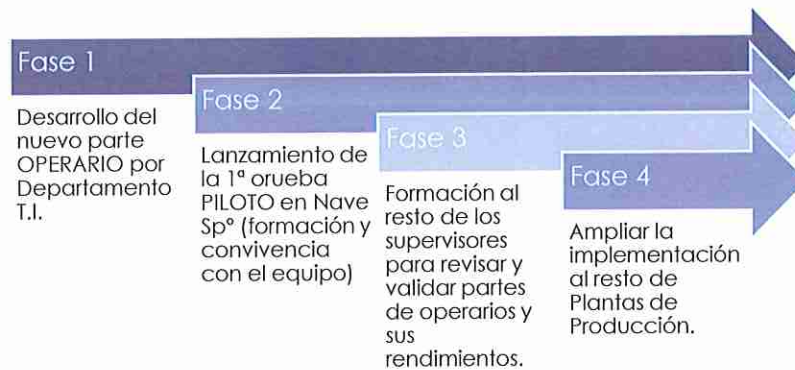 Fase 1
Desarrollo del
nuevo parte
OPERARIO por
Departamento
T.I.
Fase 2
Lanzamiento de
la 1ª orueba
PILOTO en Nave
Spº (formación y
convivencia
con el equipo)
Fase 3
Formación al
resto de los
supervisores
para revisar y
validar partes
de operarios y
sus
rendimientos.
Fase 4
Ampliar la
implementación
al resto de
Plantas de
Producción.